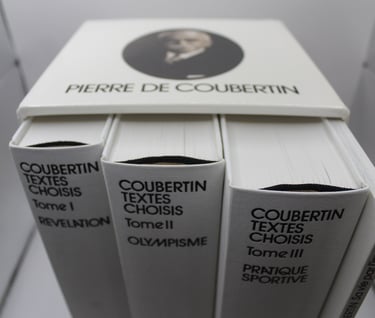 PIERRE DE COUBERTIN
COUBERTIN
TEXTES
CHOISIS
Tome I
REVELATION
COUBERTIN
TEXTES
CHOISIS
Tome II
OLYMPISME
COUBERTIN
TEXTES
CHOISIS
Tome III
PRATIQUE
SPORTIVE